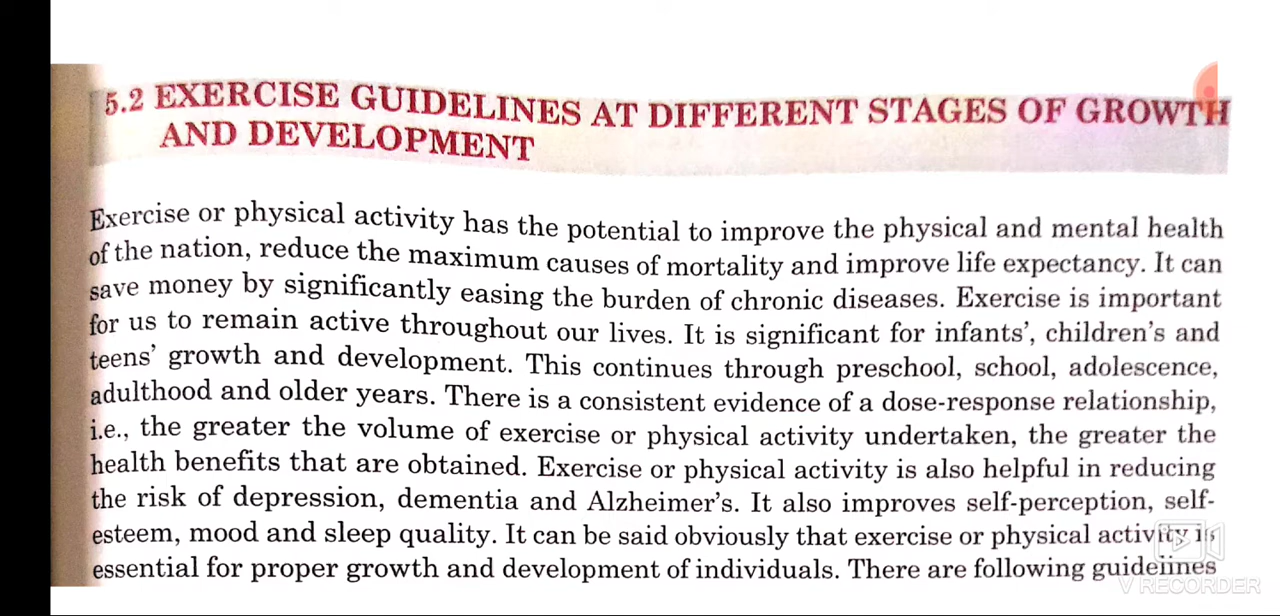 5.2 EXERCISE GUIDELINES AT DIFFERENT STAGES OF GROWTH
AND DEVELOPMENT
Exercise or physical activity has the potential to improve the physical and mental health
of the nation, reduce the maximum causes of mortality and improve life expectancy. It can
save money by significantly easing the burden of chronic diseases. Exercise is important
for us to remain active throughout our lives. It is significant for infants', children's and
teens' growth and development. This continues through preschool, school, adolescence,
adulthood and older years. There is a consistent evidence of a dose-response relationship,
i.e., the greater the volume of exercise or physical activity undertaken, the greater the
health benefits that are obtained. Exercise or physical activity is also helpful in reducing
the risk of depression, dementia and Alzheimer's. It also improves self-perception, self-
esteem, mood and sleep quality. It can be said obviously that exercise or physical activity is
essential for proper growth and development of individuals. There are following guidelines
V RECORDER